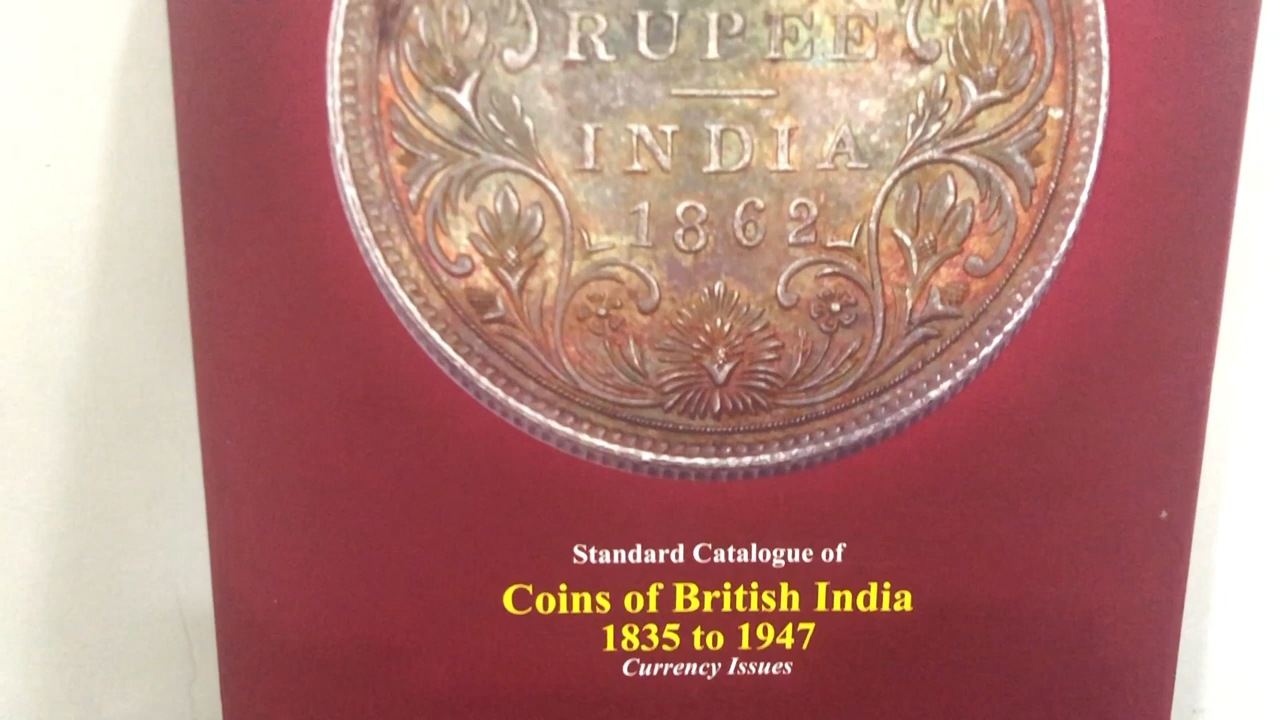 RUPEE
INDIA
1862
Standard Catalogue of
Coins of British India
1835 to 1947
Currency Issues